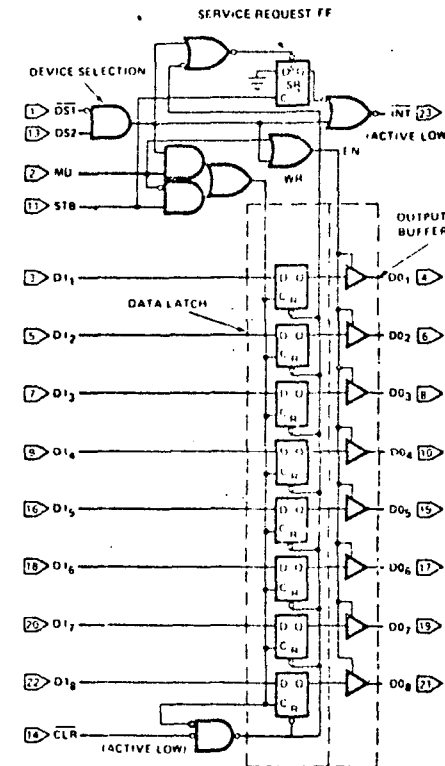 SERVICE REQUEST FF
DEVICE SELECTION
1 DS1
13 DS2
2 MD
11 STB
D Q
SR
C
INT 23
(ACTIVE LOW)
EN
WR
OUTPUT
BUFFER
DATA LATCH
3 DI1
D Q
C R
DO1 4
5 DI2
D Q
C R
DO2 6
7 DI3
D Q
C R
DO3 8
9 DI4
D Q
C R
DO4 10
16 DI5
D Q
C R
DO5 15
18 DI6
D Q
C R
DO6 17
20 DI7
D Q
C R
DO7 19
22 DI8
D Q
C R
DO8 21
14 CLR
(ACTIVE LOW)